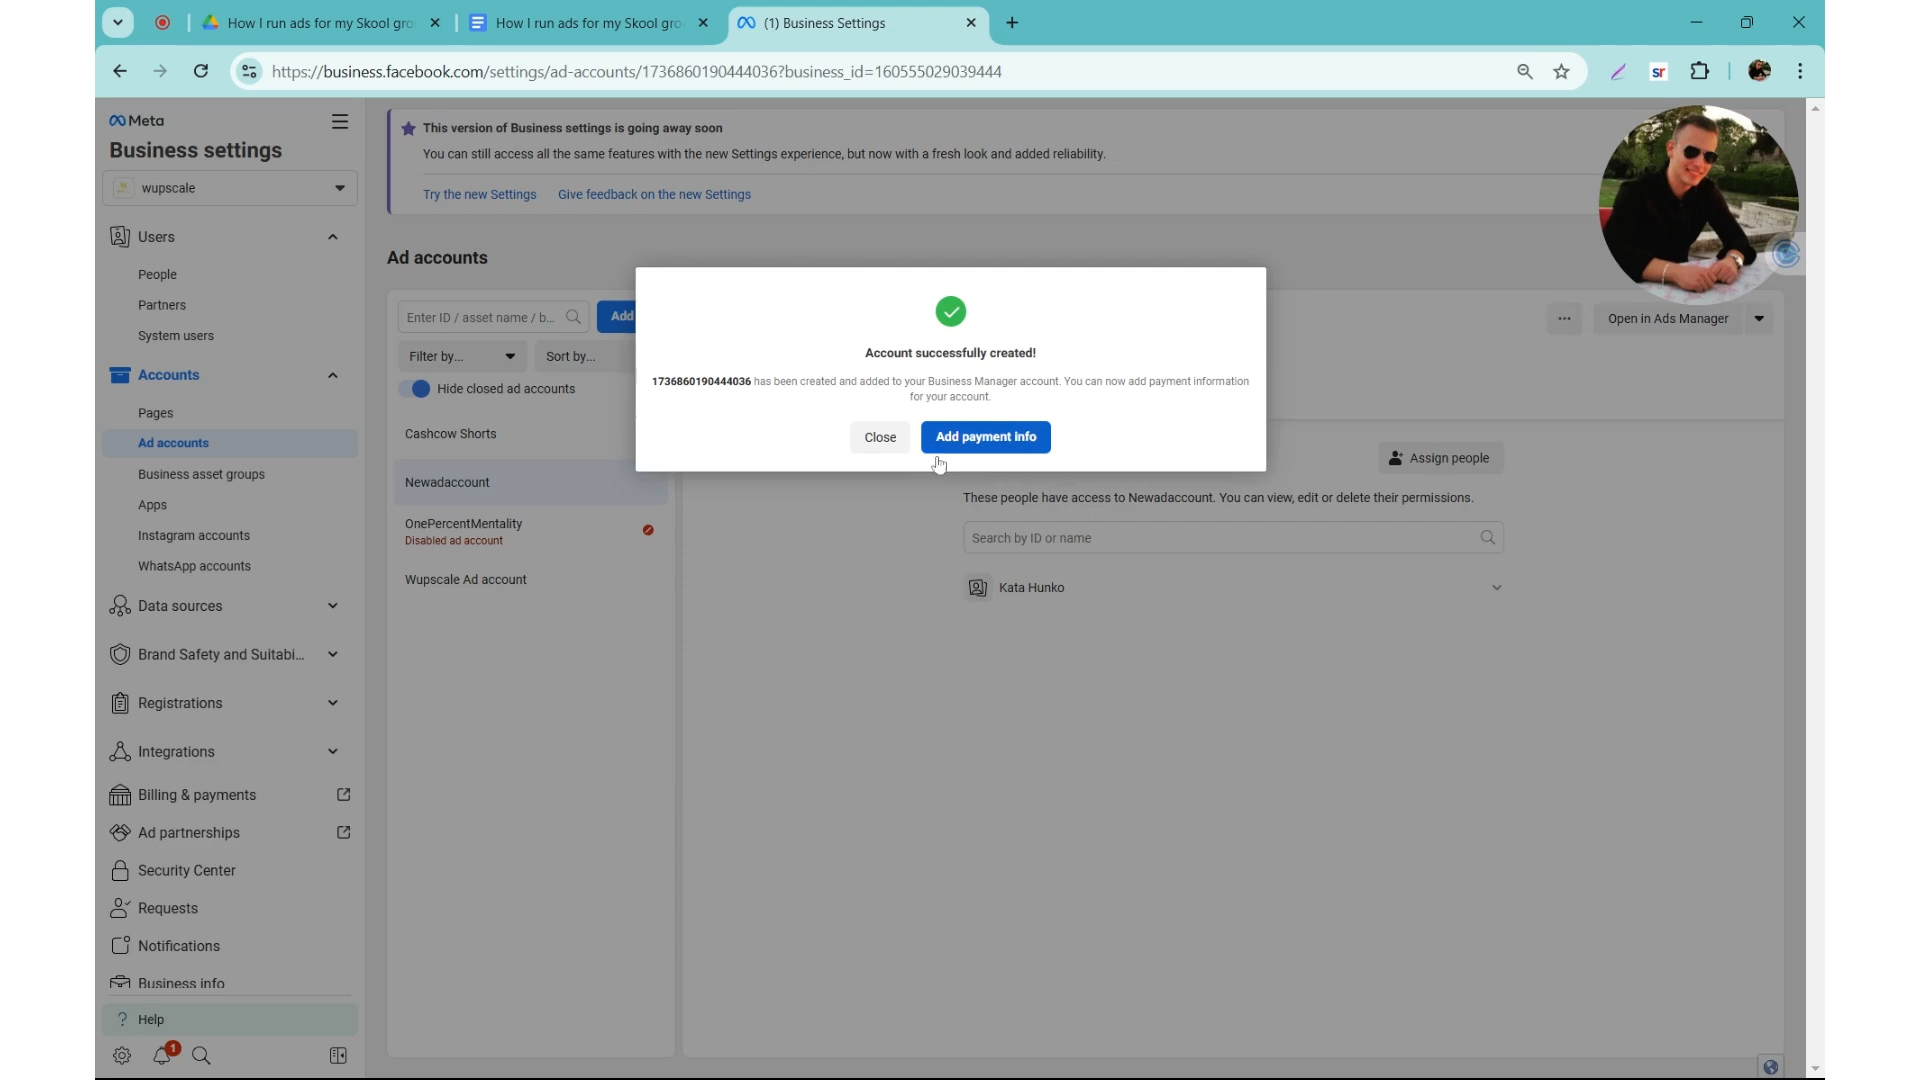 How I run ads for my Skool gro
How I run ads for my Skool gro
(1) Business Settings
https://business.facebook.com/settings/ad-accounts/1736860190444036?business_id=160555029039444
sr
Meta
Business settings
wupscale
Users
People
Partners
System users
Accounts
Pages
Ad accounts
Business asset groups
Apps
Instagram accounts
WhatsApp accounts
Data sources
Brand Safety and Suitabi...
Registrations
Integrations
Billing & payments
Ad partnerships
Security Center
Requests
Notifications
Business info
? Help
1
This version of Business settings is going away soon
You can still access all the same features with the new Settings experience, but now with a fresh look and added reliability.
Try the new Settings
Give feedback on the new Settings
Ad accounts
Enter ID / asset name / b...
Add
Filter by...
Sort by...
Hide closed ad accounts
Cashcow Shorts
Newadaccount
OnePercentMentality
Disabled ad account
Wupscale Ad account
Account successfully created!
1736860190444036 has been created and added to your Business Manager account. You can now add payment information
for your account.
Close
Add payment info
Open in Ads Manager
Assign people
These people have access to Newadaccount. You can view, edit or delete their permissions.
Search by ID or name
Kata Hunko